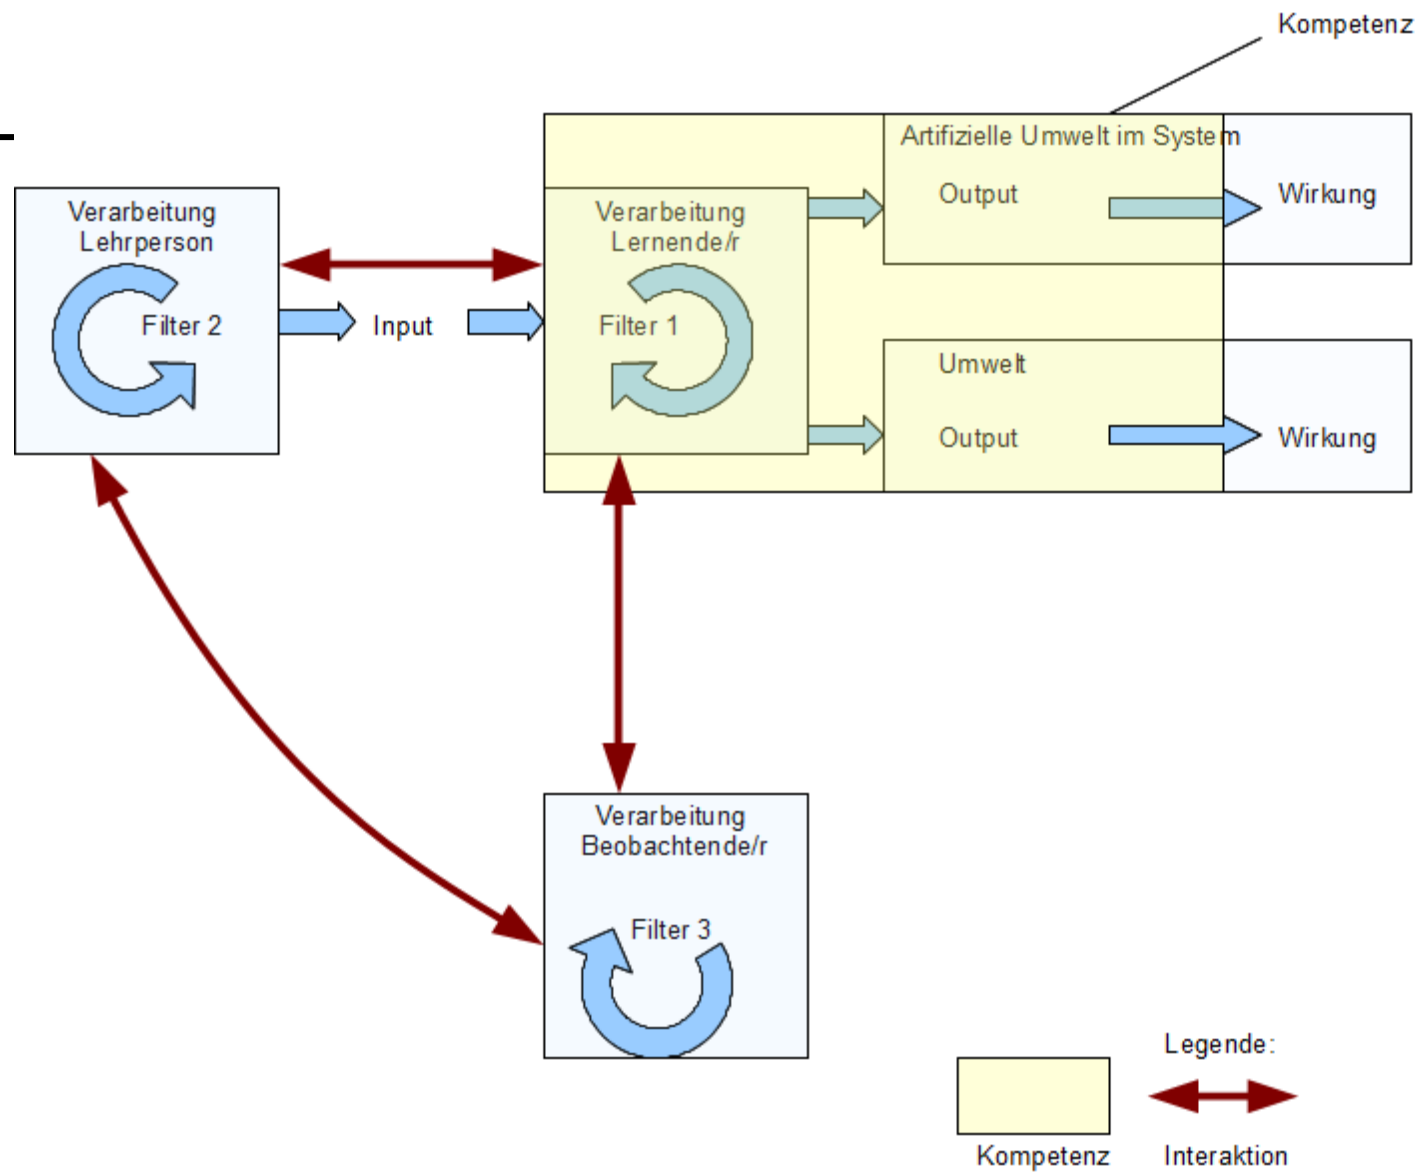 Kompetenz
Artifizielle Umwelt im System
Output
Wirkung
Verarbeitung
Lehrperson
Filter 2
Input
Verarbeitung
Lernende/r
Filter 1
Umwelt
Output
Wirkung
Verarbeitung
Beobachtende/r
Filter 3
Legende:
Kompetenz
Interaktion